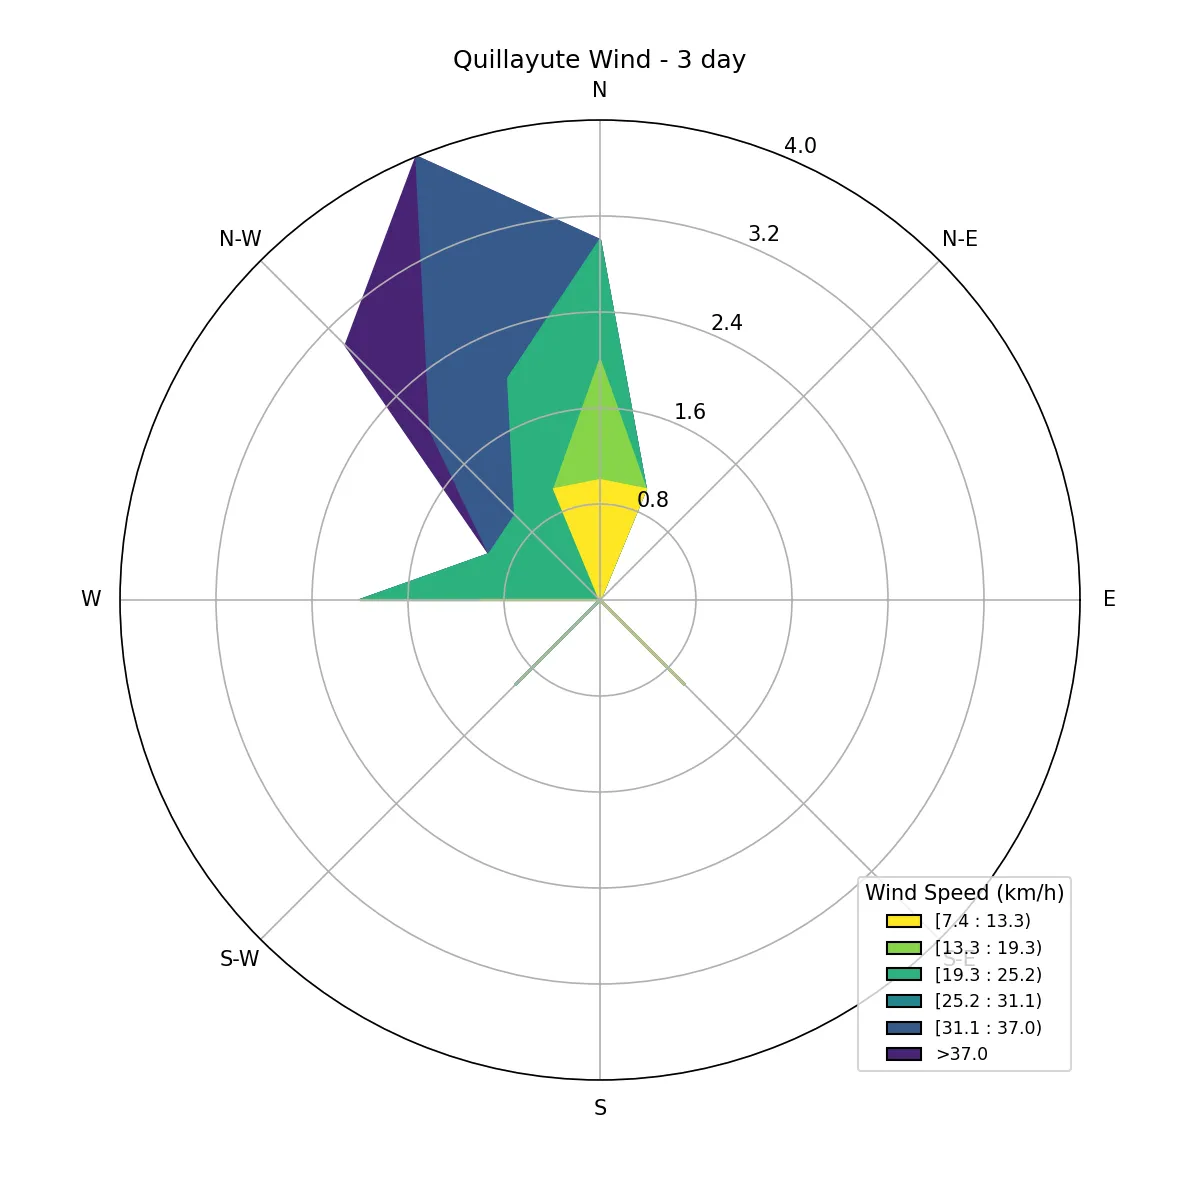 Quillayute Wind - 3 day
N
4.0
N-W
3.2
N-E
2.4
1.6
0.8
W
E
Wind Speed (km/h)
[7.4 : 13.3)
[13.3 : 19.3)
S-W
S-E
[19.3 : 25.2)
[25.2 : 31.1)
[31.1 : 37.0)
>37.0
S